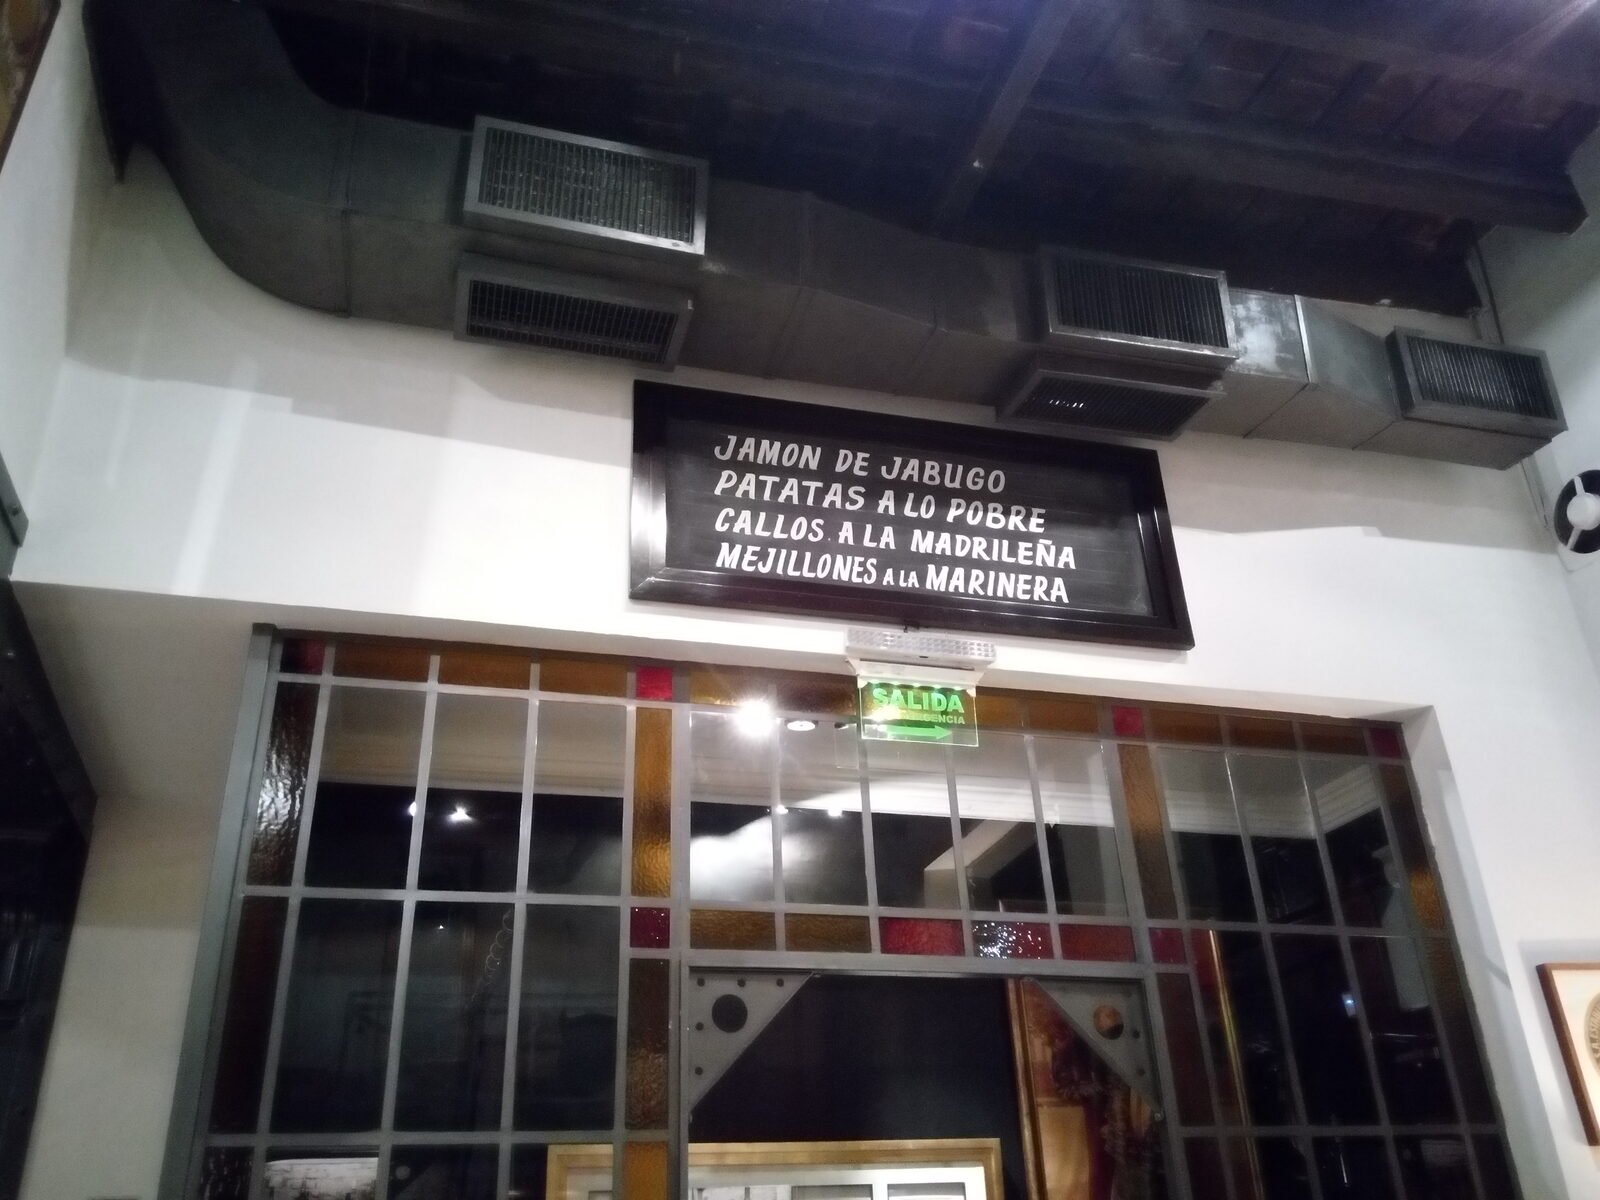 JAMON DE JABUGO
PATATAS A LO POBRE
CALLOS A LA MADRILEÑA
MEJILLONES A LA MARINERA
SALIDA